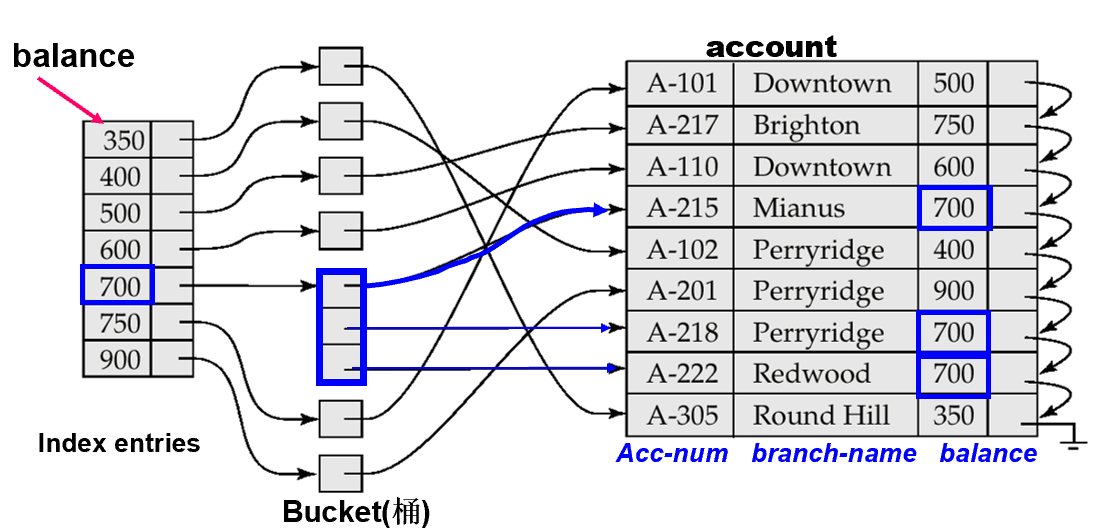 balance
350
400
500
600
700
750
900
Index entries
Bucket(桶)
account
A-101 Downtown 500
A-217 Brighton 750
A-110 Downtown 600
A-215 Mianus 700
A-102 Perryridge 400
A-201 Perryridge 900
A-218 Perryridge 700
A-222 Redwood 700
A-305 Round Hill 350
Acc-num branch-name balance